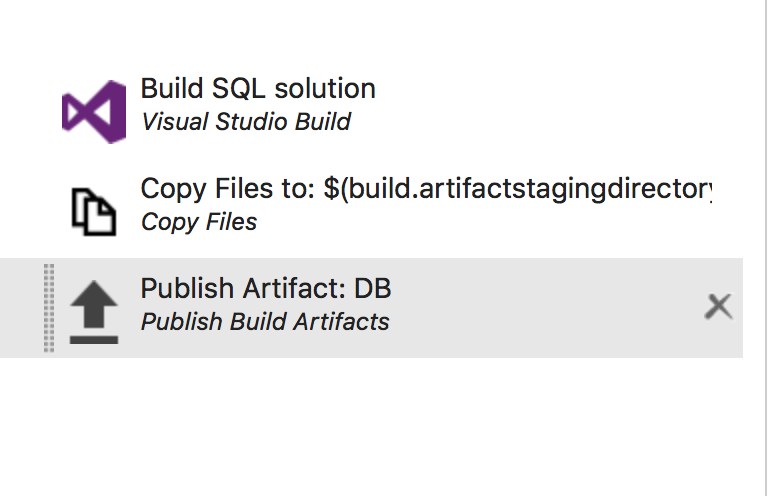 Build SQL solution
Visual Studio Build
Copy Files to: $(build.artifactstagingdirectory
Copy Files
Publish Artifact: DB
Publish Build Artifacts